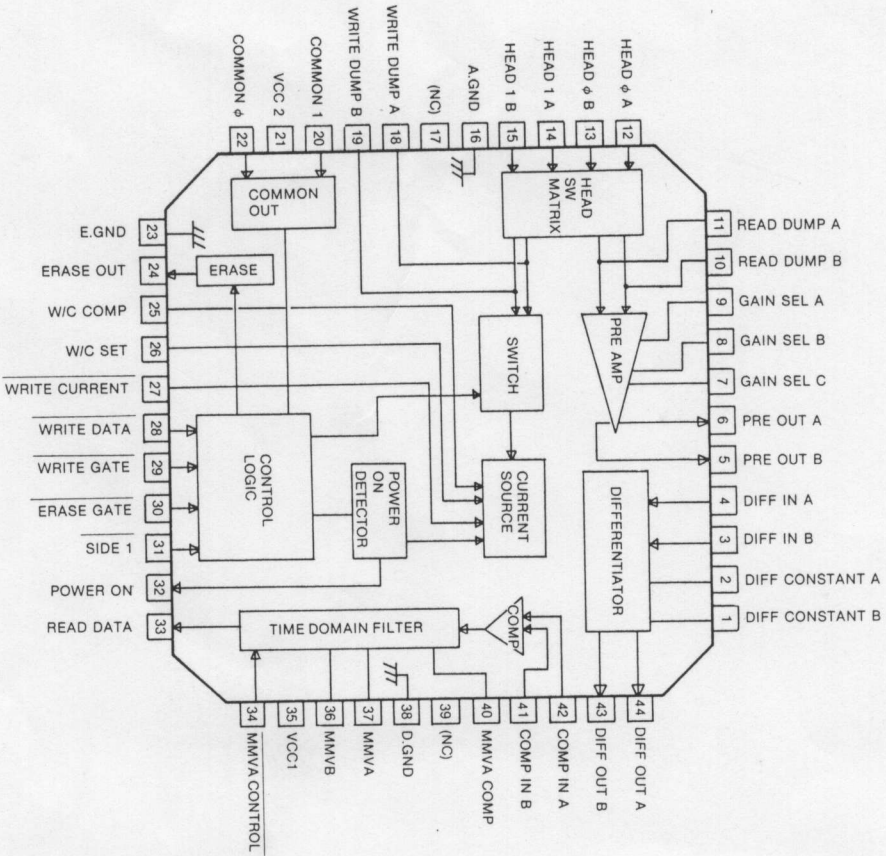 COMMON ϕ
VCC 2
COMMON 1
WRITE DUMP B
WRITE DUMP A
(NC)
A.GND
HEAD 1 B
HEAD 1 A
HEAD ϕ B
HEAD ϕ A
22
21
20
19
18
17
16
15
14
13
12
COMMON
OUT
HEAD
SW
MATRIX
11 READ DUMP A
10 READ DUMP B
9 GAIN SEL A
8 GAIN SEL B
7 GAIN SEL C
6 PRE OUT A
5 PRE OUT B
4 DIFF IN A
3 DIFF IN B
2 DIFF CONSTANT A
1 DIFF CONSTANT B
E.GND 23
ERASE OUT 24
W/C COMP 25
W/C SET 26
WRITE CURRENT 27
WRITE DATA 28
WRITE GATE 29
ERASE GATE 30
SIDE 1 31
POWER ON 32
READ DATA 33
ERASE
SWITCH
PRE AMP
CONTROL
LOGIC
POWER
ON
DETECTOR
CURRENT
SOURCE
DIFFERENTIATOR
TIME DOMAIN FILTER
COMP
34
35
36
37
38
39
40
41
42
43
44
MMVA CONTROL
VCC1
MMVB
MMVA
D.GND
(NC)
MMVA COMP
COMP IN B
COMP IN A
DIFF OUT B
DIFF OUT A